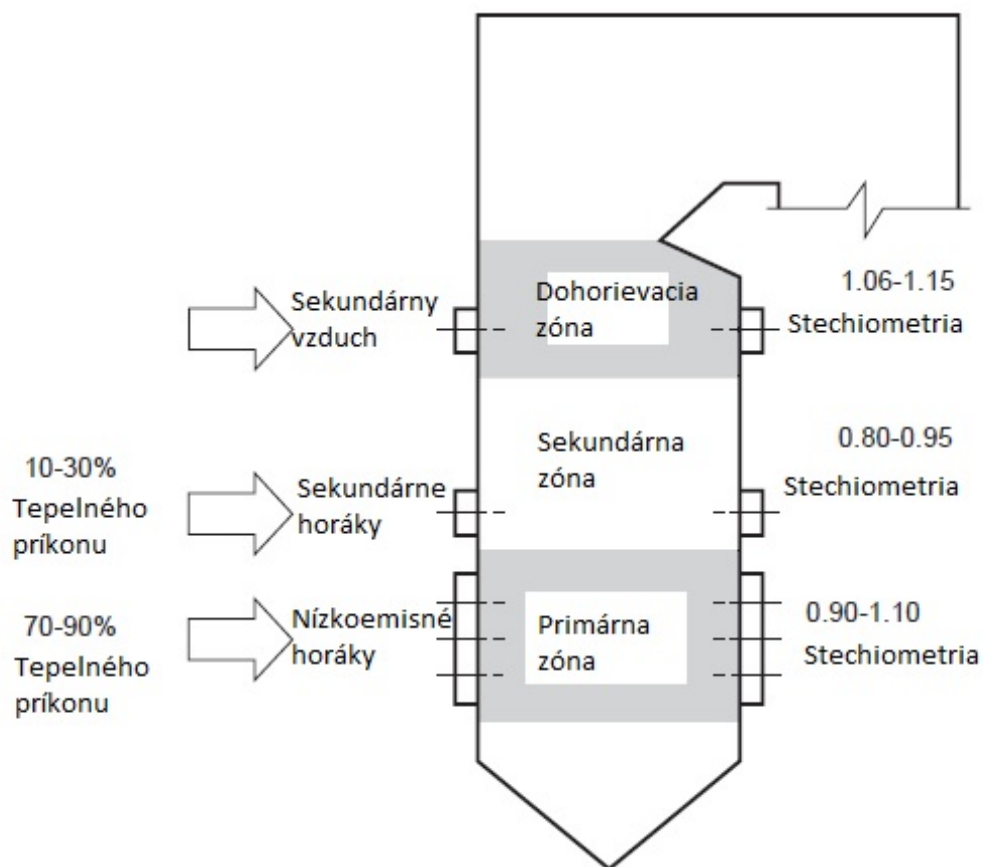 Sekundárny
vzduch
Dohorievacia
zóna
1.06-1.15
Stechiometria
10-30%
Tepelného
príkonu
Sekundárne
horáky
Sekundárna
zóna
0.80-0.95
Stechiometria
70-90%
Tepelného
príkonu
Nízkoemisné
horáky
Primárna
zóna
0.90-1.10
Stechiometria